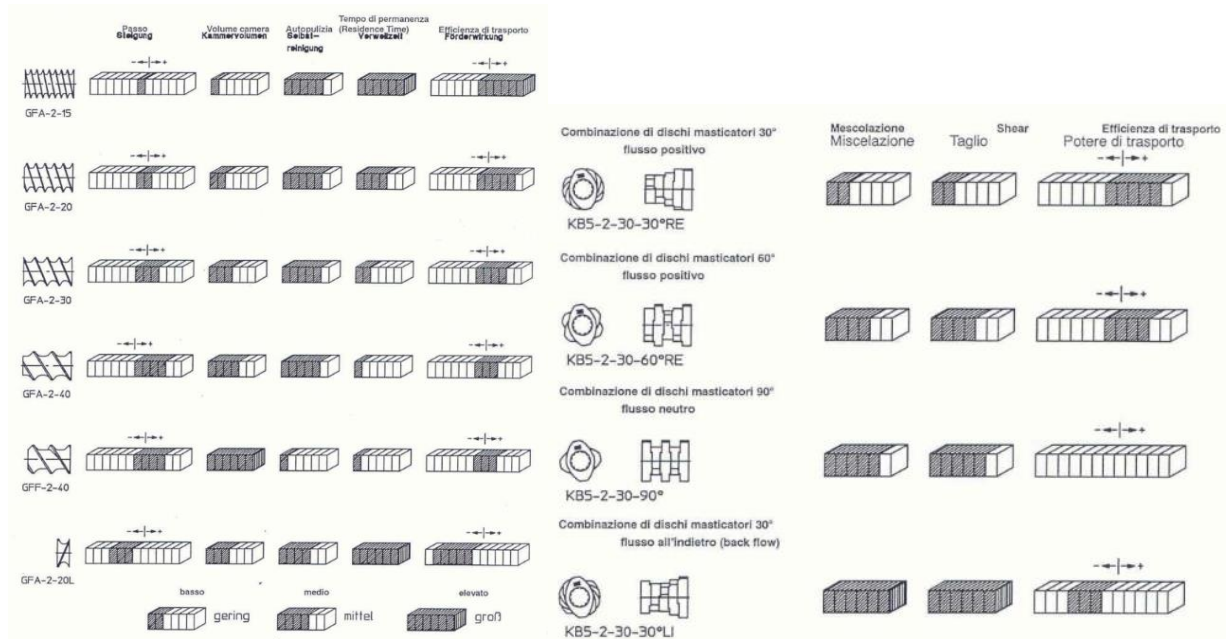 Passo
Steigung
Volume camera
Kammervolumen
Autopulizia
Selbst-
reinigung
Tempo di permanenza
(Residence Time)
Verweilzeit
Efficienza di trasporto
Förderwirkung
- +
GFA-2-15
- +
- +
GFA-2-20
- +
- +
GFA-2-30
- +
- +
GFA-2-40
- +
- +
GFF-2-40
- +
- +
GFA-2-20L
- +
basso
gering
medio
mittel
elevato
groß
Mescolazione
Miscelazione
Shear
Taglio
Efficienza di trasporto
Potere di trasporto
Combinazione di dischi masticatori 30°
flusso positivo
KB5-2-30-30°RE
- +
Combinazione di dischi masticatori 60°
flusso positivo
KB5-2-30-60°RE
- +
Combinazione di dischi masticatori 90°
flusso neutro
KB5-2-30-90°
- +
Combinazione di dischi masticatori 30°
flusso all'indietro (back flow)
KB5-2-30-30°LI
- +